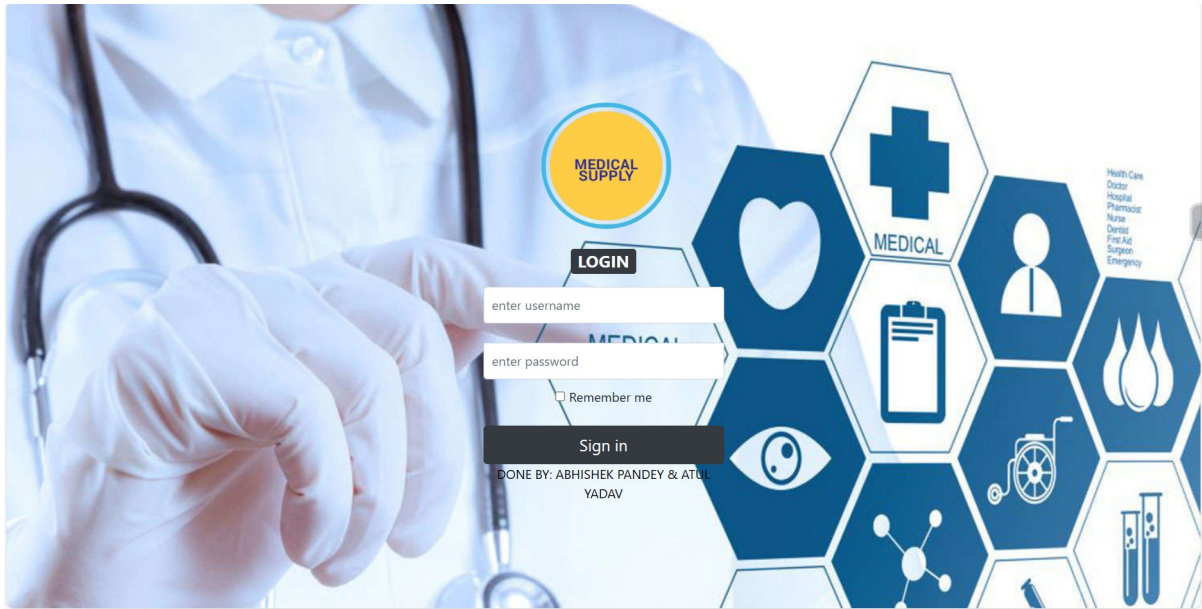 MEDICAL
SUPPLY
LOGIN
enter username
MEDICAL
enter password
Remember me
Sign in
DONE BY: ABHISHEK PANDEY & ATUL
YADAV
MEDICAL
Health Care
Doctor
Hospital
Pharmacist
Nurse
Dentist
First Aid
Surgeon
Emergency